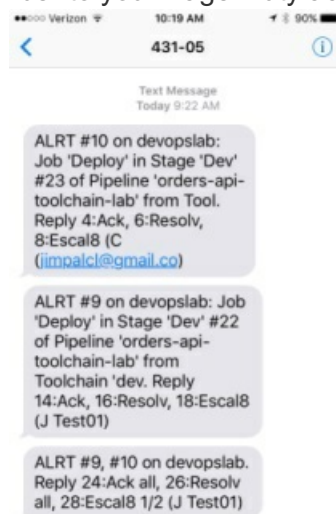 Verizon 10:19 AM 90%
431-05
Text Message
Today 9:22 AM
ALRT #10 on devopslab:
Job 'Deploy' in Stage 'Dev'
#23 of Pipeline 'orders-api-
toolchain-lab' from Tool.
Reply 4:Ack, 6:Resolv,
8:Escal8 (C
(jimpalcl@gmail.co)
ALRT #9 on devopslab: Job
'Deploy' in Stage 'Dev' #22
of Pipeline 'orders-api-
toolchain-lab' from
Toolchain 'dev. Reply
14:Ack, 16:Resolv, 18:Escal8
(J Test01)
ALRT #9, #10 on devopslab.
Reply 24:Ack all, 26:Resolv
all, 28:Escal8 1/2 (J Test01)